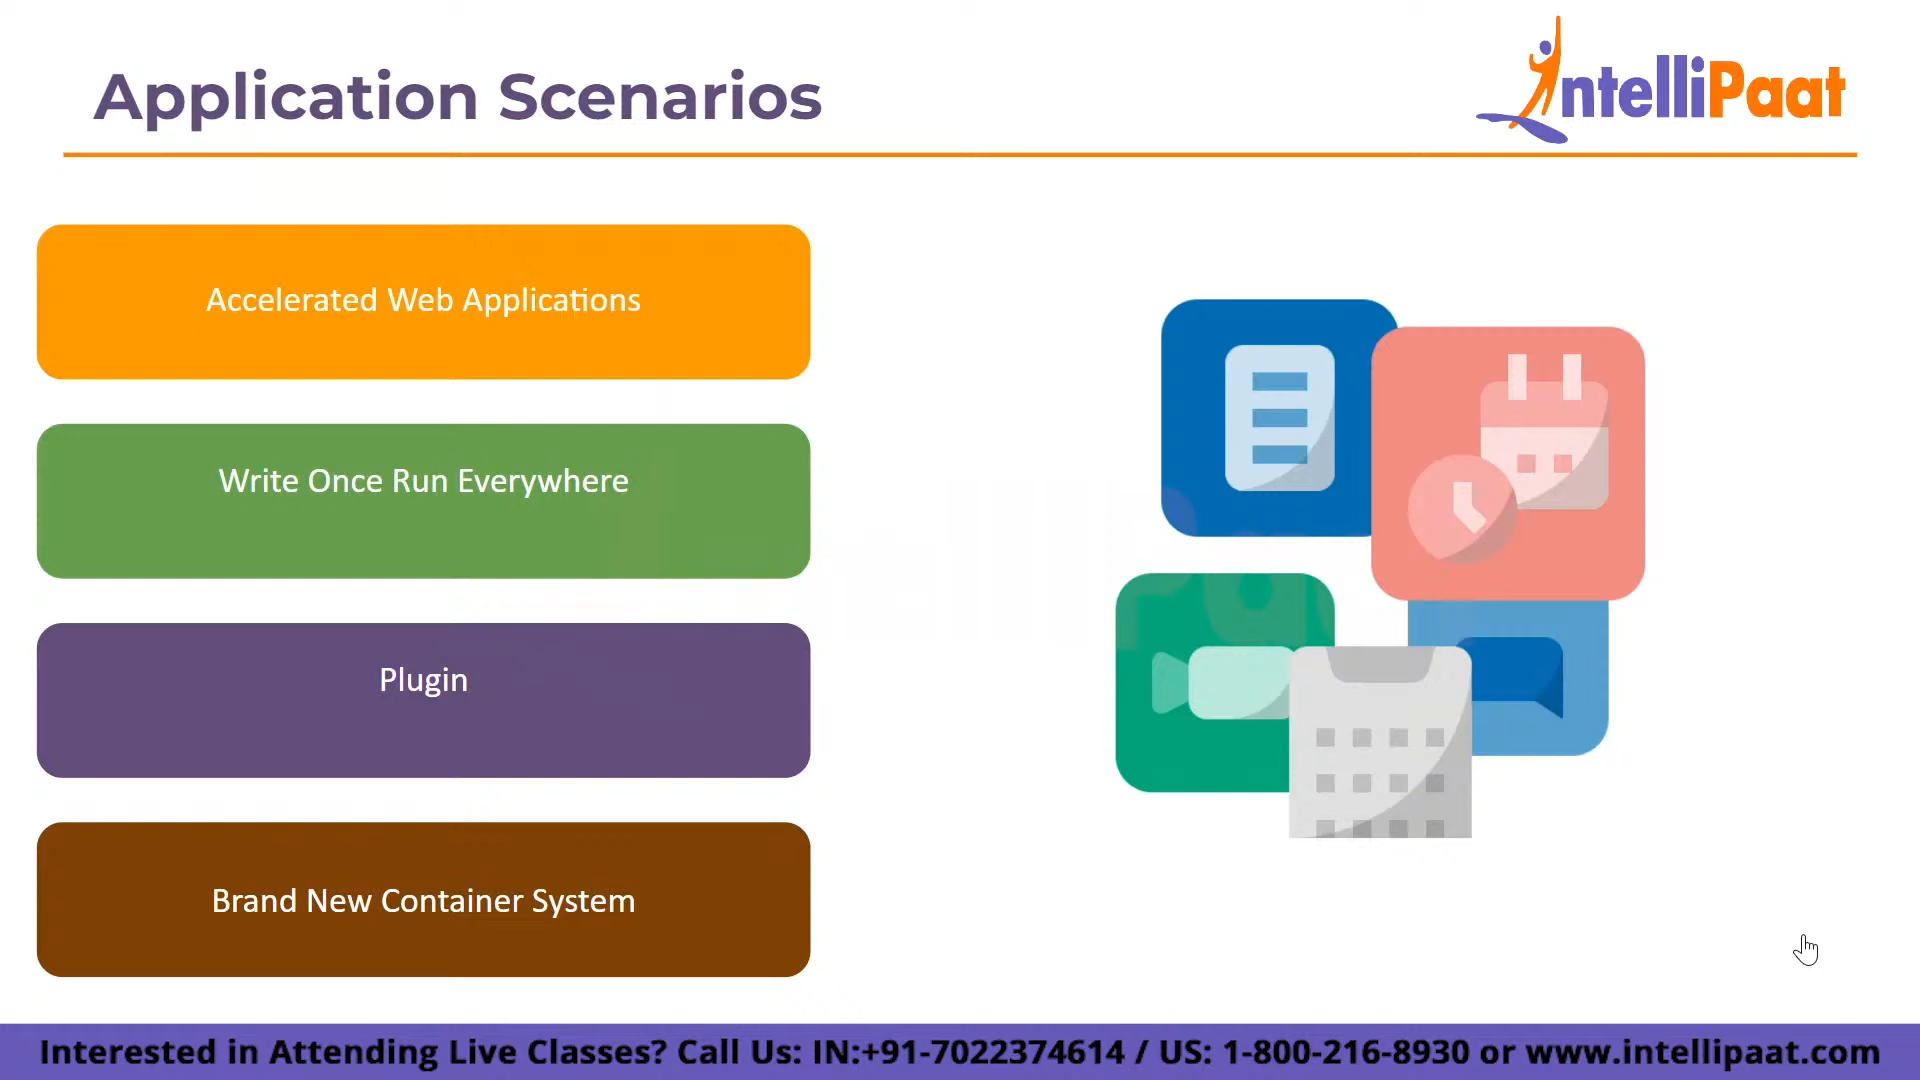 Application Scenarios
IntelliPaat
Accelerated Web Applications
Write Once Run Everywhere
Plugin
Brand New Container System
Interested in Attending Live Classes? Call Us: IN:+91-7022374614 / US: 1-800-216-8930 or www.intellipaat.com